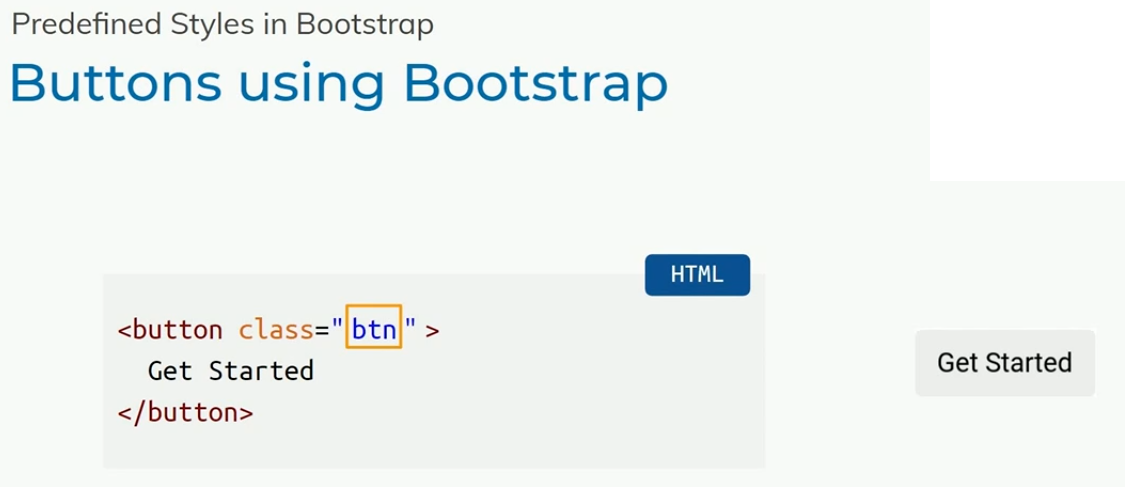 Predefined Styles in Bootstrap
Buttons using Bootstrap
HTML
<button class="btn" >
Get Started
</button>
Get Started